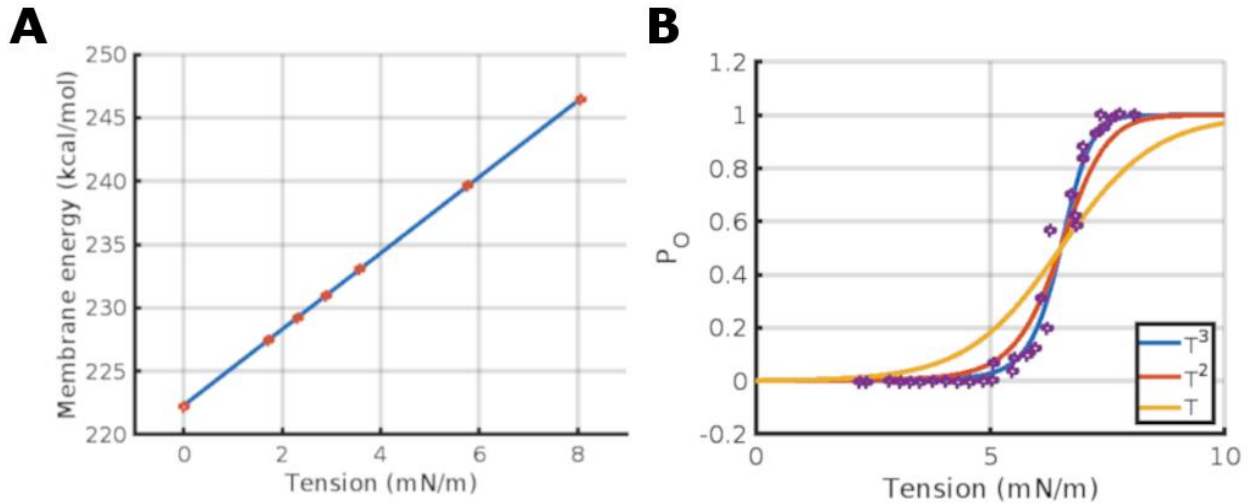 A
250
245
240
235
230
225
220
0 2 4 6 8
Membrane energy (kcal/mol)
Tension (mN/m)
B
1.2
1
0.8
0.6
0.4
0.2
0
-0.2
0 5 10
P_O
Tension (mN/m)
T³
T²
T